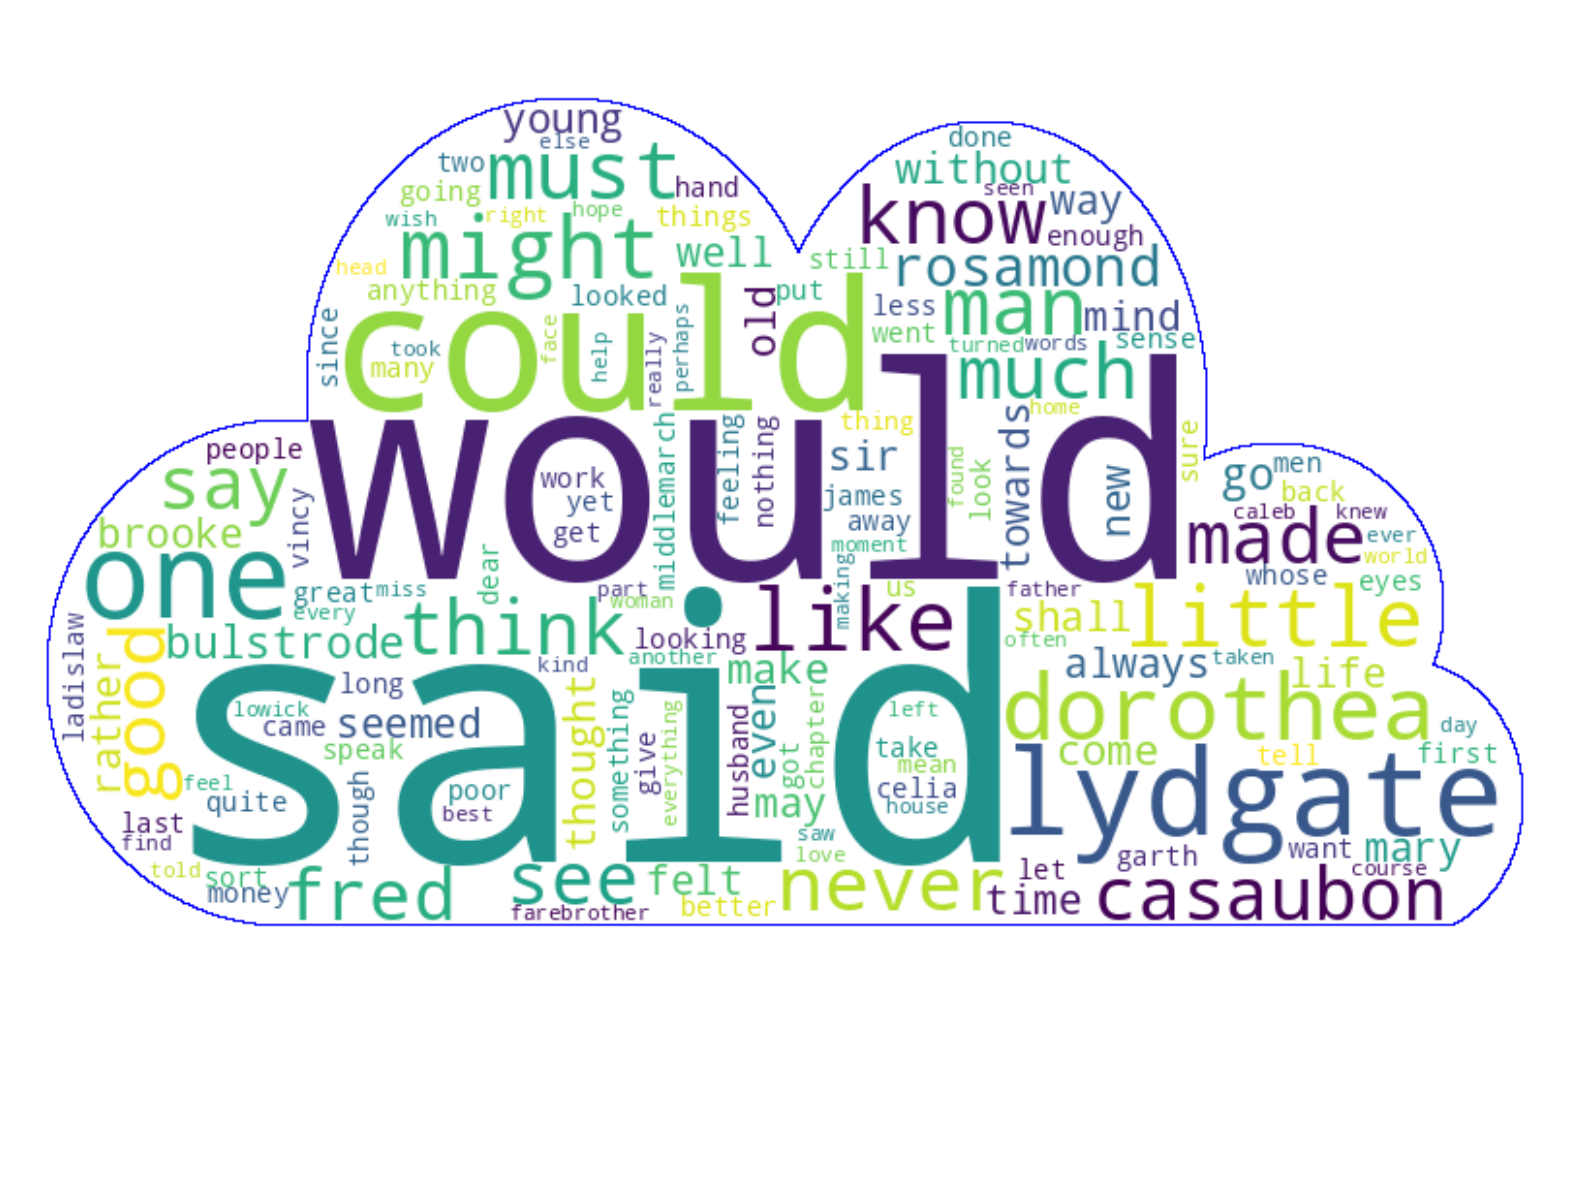 young
else
done
two must
without
going
hand
seen
know way
wish right hope things
enough
might well
still rosamond
head
anything looked old put
less man mind
since could
took face help really perhaps
went turned words sense
many
much
would
people
middlemarch feeling nothing
thing
home
towards
sure
say
sir
found look
new
go men
vincy
work
yet
get
james
back
brooke
away
caleb knew
made ever
moment
world
one
dear
making
whose eyes
great miss
part
woman
us
father
every
like
shall little
ladislaw
bulstrode think
looking
often
rather good
another
kind
always taken
said
long
make
life
thought something
even
dorothea
lowick
came seemed
everything
give
husband
got chapter
left
day
speak
take
come tell first
mean
feel
quite
though
poor
may
celia
lydgate
best
house
last
find
saw
love
garth want mary
told sort
see felt
let
course
money fred
never time casaubon
farebrother better